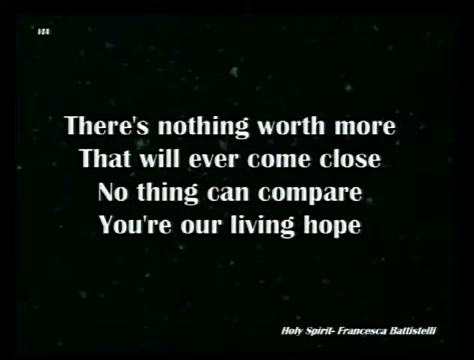 VIA
There's nothing worth more
That will ever come close
No thing can compare
You're our living hope
Holy Spirit- Francesca Battistelli